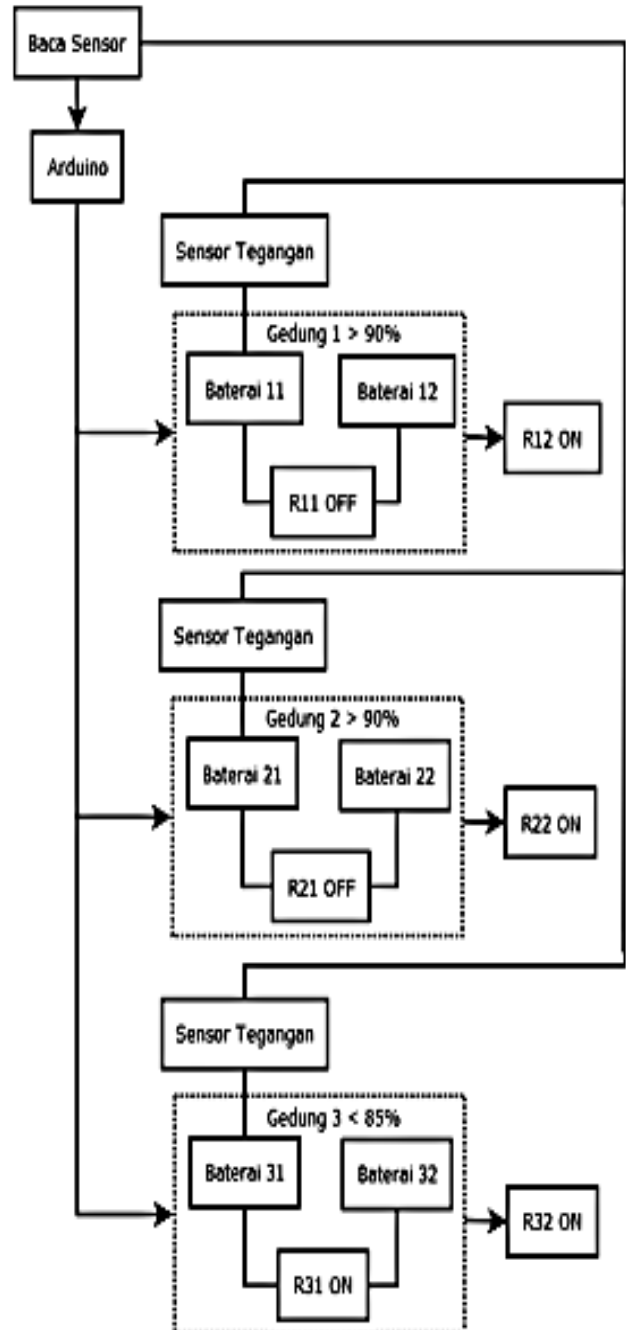 Baca Sensor
Arduino
Sensor Tegangan
Gedung 1 > 90%
Baterai 11
Baterai 12
R12 ON
R11 OFF
Sensor Tegangan
Gedung 2 > 90%
Baterai 21
Baterai 22
R22 ON
R21 OFF
Sensor Tegangan
Gedung 3 < 85%
Baterai 31
Baterai 32
R32 ON
R31 ON